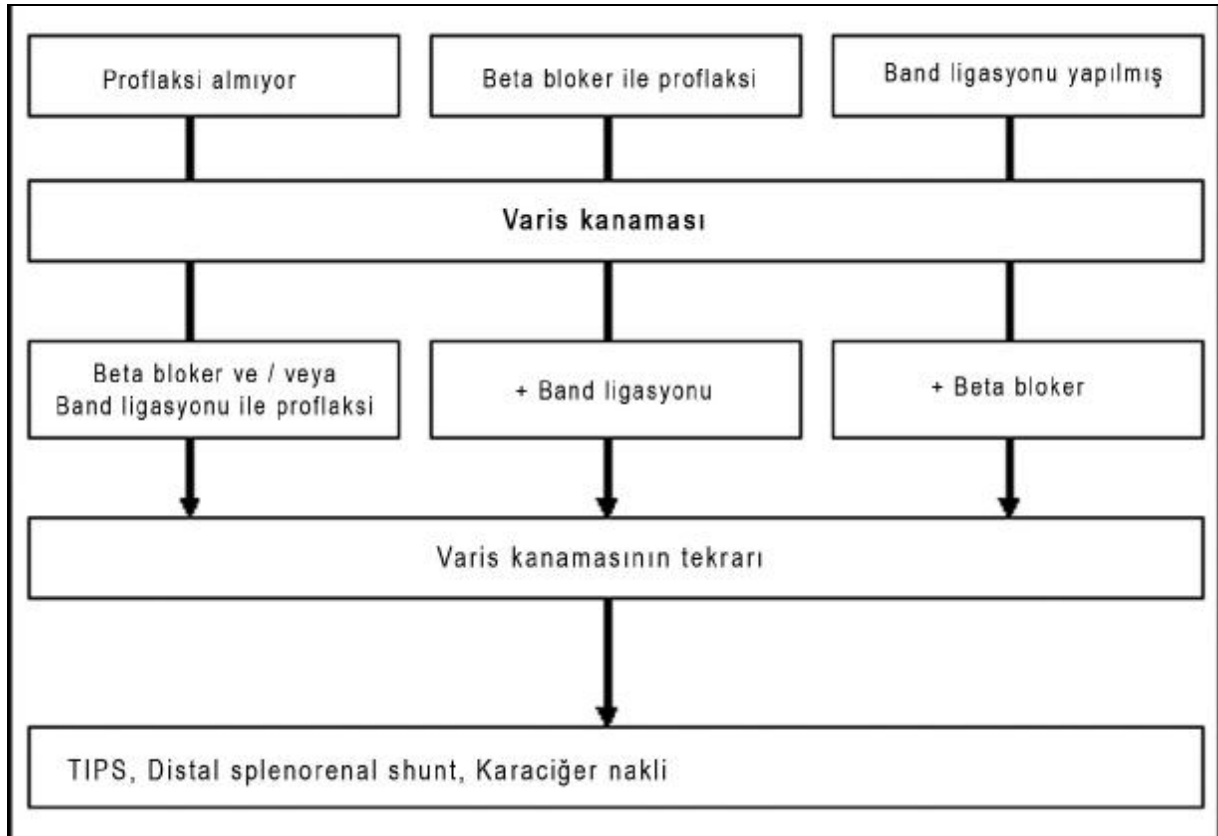 Proflaksi almıyor
Beta bloker ile proflaksi
Band ligasyonu yapılmış
Varis kanaması
Beta bloker ve / veya
Band ligasyonu ile proflaksi
+ Band ligasyonu
+ Beta bloker
Varis kanamasının tekrarı
TIPS, Distal splenorenal shunt, Karaciğer nakli